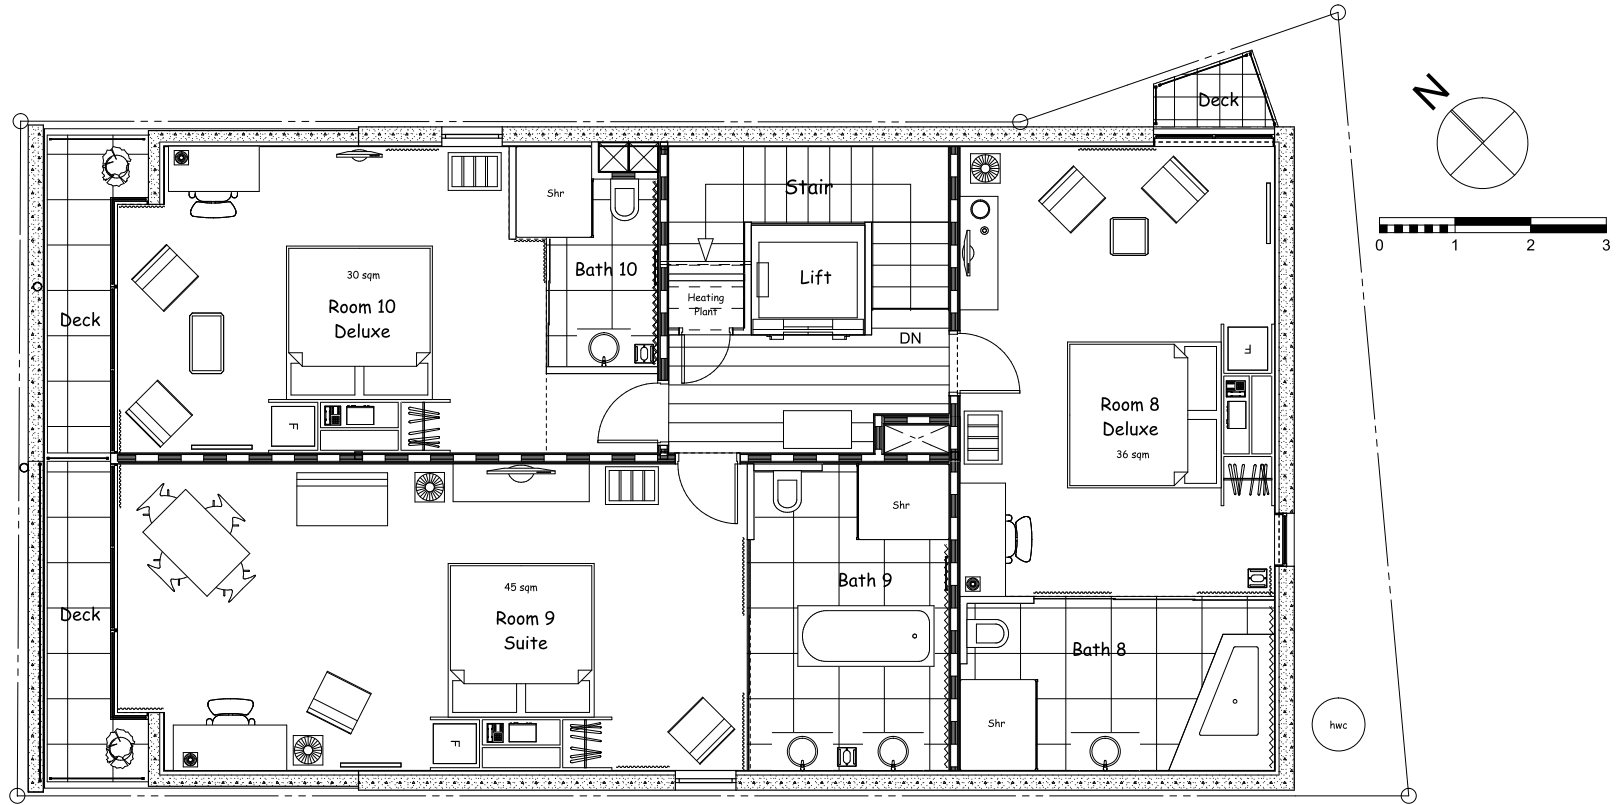 N
Deck
0 1 2 3
Stair
Shr
Bath 10
30 sqm
Room 10
Deluxe
Lift
Heating
Plant
DN
Deck
F
Room 8
Deluxe
36 sqm
F
Shr
Bath 9
45 sqm
Room 9
Suite
Deck
Bath 8
Shr
F
hwc